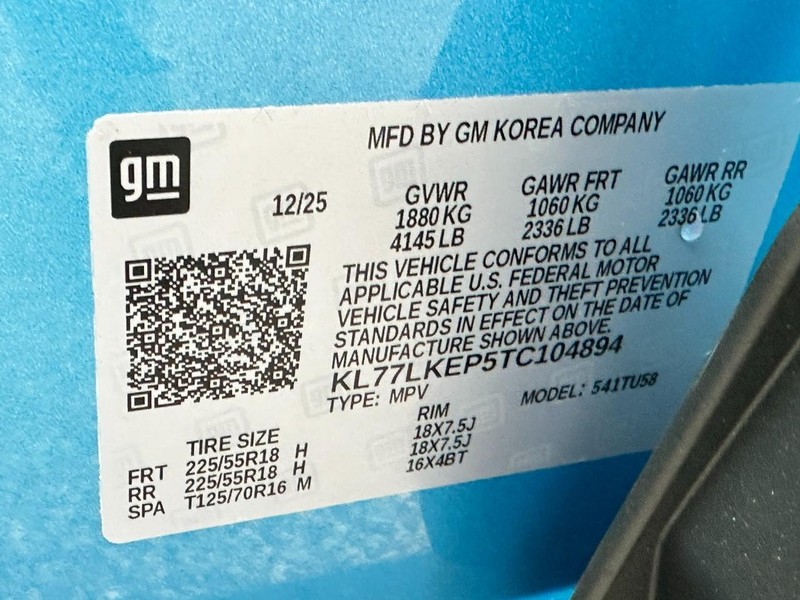 gm
MFD BY GM KOREA COMPANY
12/25
GVWR
1880 KG
4145 LB
GAWR FRT
1060 KG
2336 LB
GAWR RR
1060 KG
2336 LB
THIS VEHICLE CONFORMS TO ALL
APPLICABLE U.S. FEDERAL MOTOR
VEHICLE SAFETY AND THEFT PREVENTION
STANDARDS IN EFFECT ON THE DATE OF
MANUFACTURE SHOWN ABOVE.
KL77LKEP5TC104894
TYPE: MPV
MODEL: 541TU58
TIRE SIZE
RIM
FRT 225/55R18 H 18X7.5J
RR 225/55R18 H 18X7.5J
SPA T125/70R16 M 16X4BT